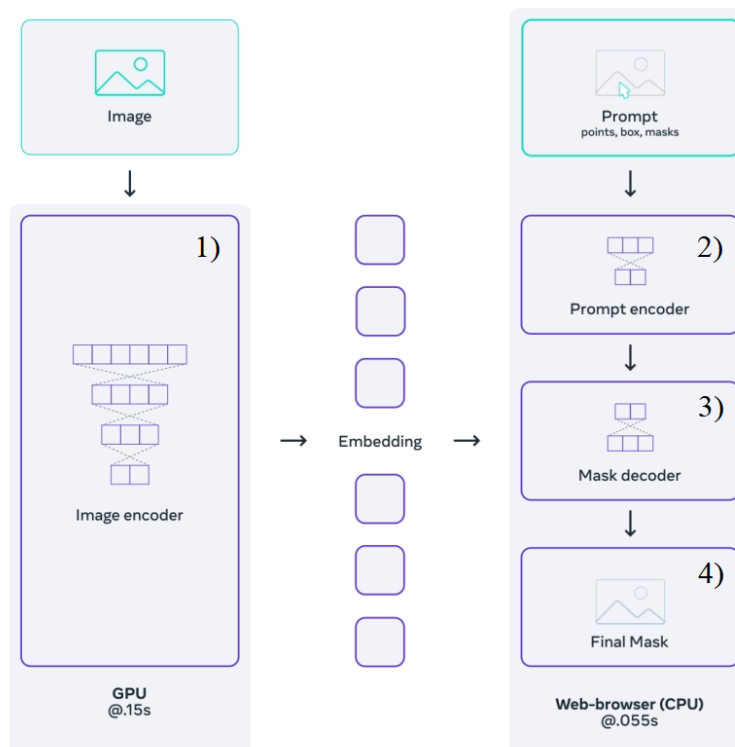 Image
1)
Image encoder
GPU
@.15s
Embedding
Prompt
points, box, masks
2)
Prompt encoder
3)
Mask decoder
4)
Final Mask
Web-browser (CPU)
@.055s